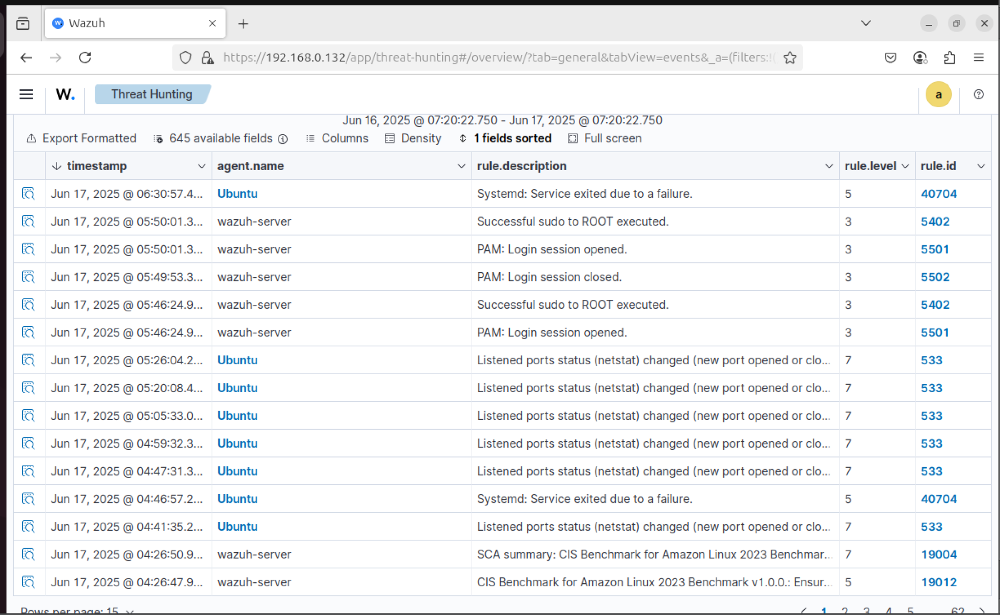 Wazuh
https://192.168.0.132/app/threat-hunting#/overview/?tab=general&tabView=events&_a=(filters:!(
W. Threat Hunting a
Jun 16, 2025 @ 07:20:22.750 - Jun 17, 2025 @ 07:20:22.750
Export Formatted 645 available fields Columns Density 1 fields sorted Full screen
timestamp agent.name rule.description rule.level rule.id
Jun 17, 2025 @ 06:30:57.4... Ubuntu Systemd: Service exited due to a failure. 5 40704
Jun 17, 2025 @ 05:50:01.3... wazuh-server Successful sudo to ROOT executed. 3 5402
Jun 17, 2025 @ 05:50:01.3... wazuh-server PAM: Login session opened. 3 5501
Jun 17, 2025 @ 05:49:53.3... wazuh-server PAM: Login session closed. 3 5502
Jun 17, 2025 @ 05:46:24.9... wazuh-server Successful sudo to ROOT executed. 3 5402
Jun 17, 2025 @ 05:46:24.9... wazuh-server PAM: Login session opened. 3 5501
Jun 17, 2025 @ 05:26:04.2... Ubuntu Listened ports status (netstat) changed (new port opened or clo... 7 533
Jun 17, 2025 @ 05:20:08.4... Ubuntu Listened ports status (netstat) changed (new port opened or clo... 7 533
Jun 17, 2025 @ 05:05:33.0... Ubuntu Listened ports status (netstat) changed (new port opened or clo... 7 533
Jun 17, 2025 @ 04:59:32.3... Ubuntu Listened ports status (netstat) changed (new port opened or clo... 7 533
Jun 17, 2025 @ 04:47:31.3... Ubuntu Listened ports status (netstat) changed (new port opened or clo... 7 533
Jun 17, 2025 @ 04:46:57.2... Ubuntu Systemd: Service exited due to a failure. 5 40704
Jun 17, 2025 @ 04:41:35.2... Ubuntu Listened ports status (netstat) changed (new port opened or clo... 7 533
Jun 17, 2025 @ 04:26:50.9... wazuh-server SCA summary: CIS Benchmark for Amazon Linux 2023 Benchmar... 7 19004
Jun 17, 2025 @ 04:26:47.9... wazuh-server CIS Benchmark for Amazon Linux 2023 Benchmark v1.0.0.: Ensur... 5 19012
Rows per page: 15 1 2 3 4 5 62